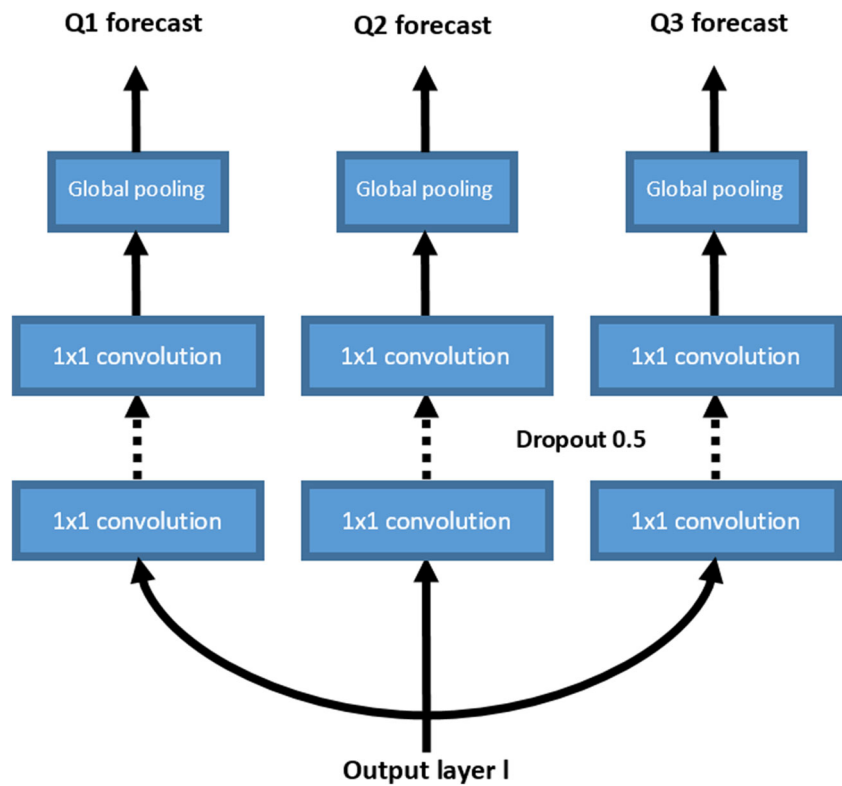 Q1 forecast
Q2 forecast
Q3 forecast
Global pooling
Global pooling
Global pooling
1x1 convolution
1x1 convolution
1x1 convolution
Dropout 0.5
1x1 convolution
1x1 convolution
1x1 convolution
Output layer l